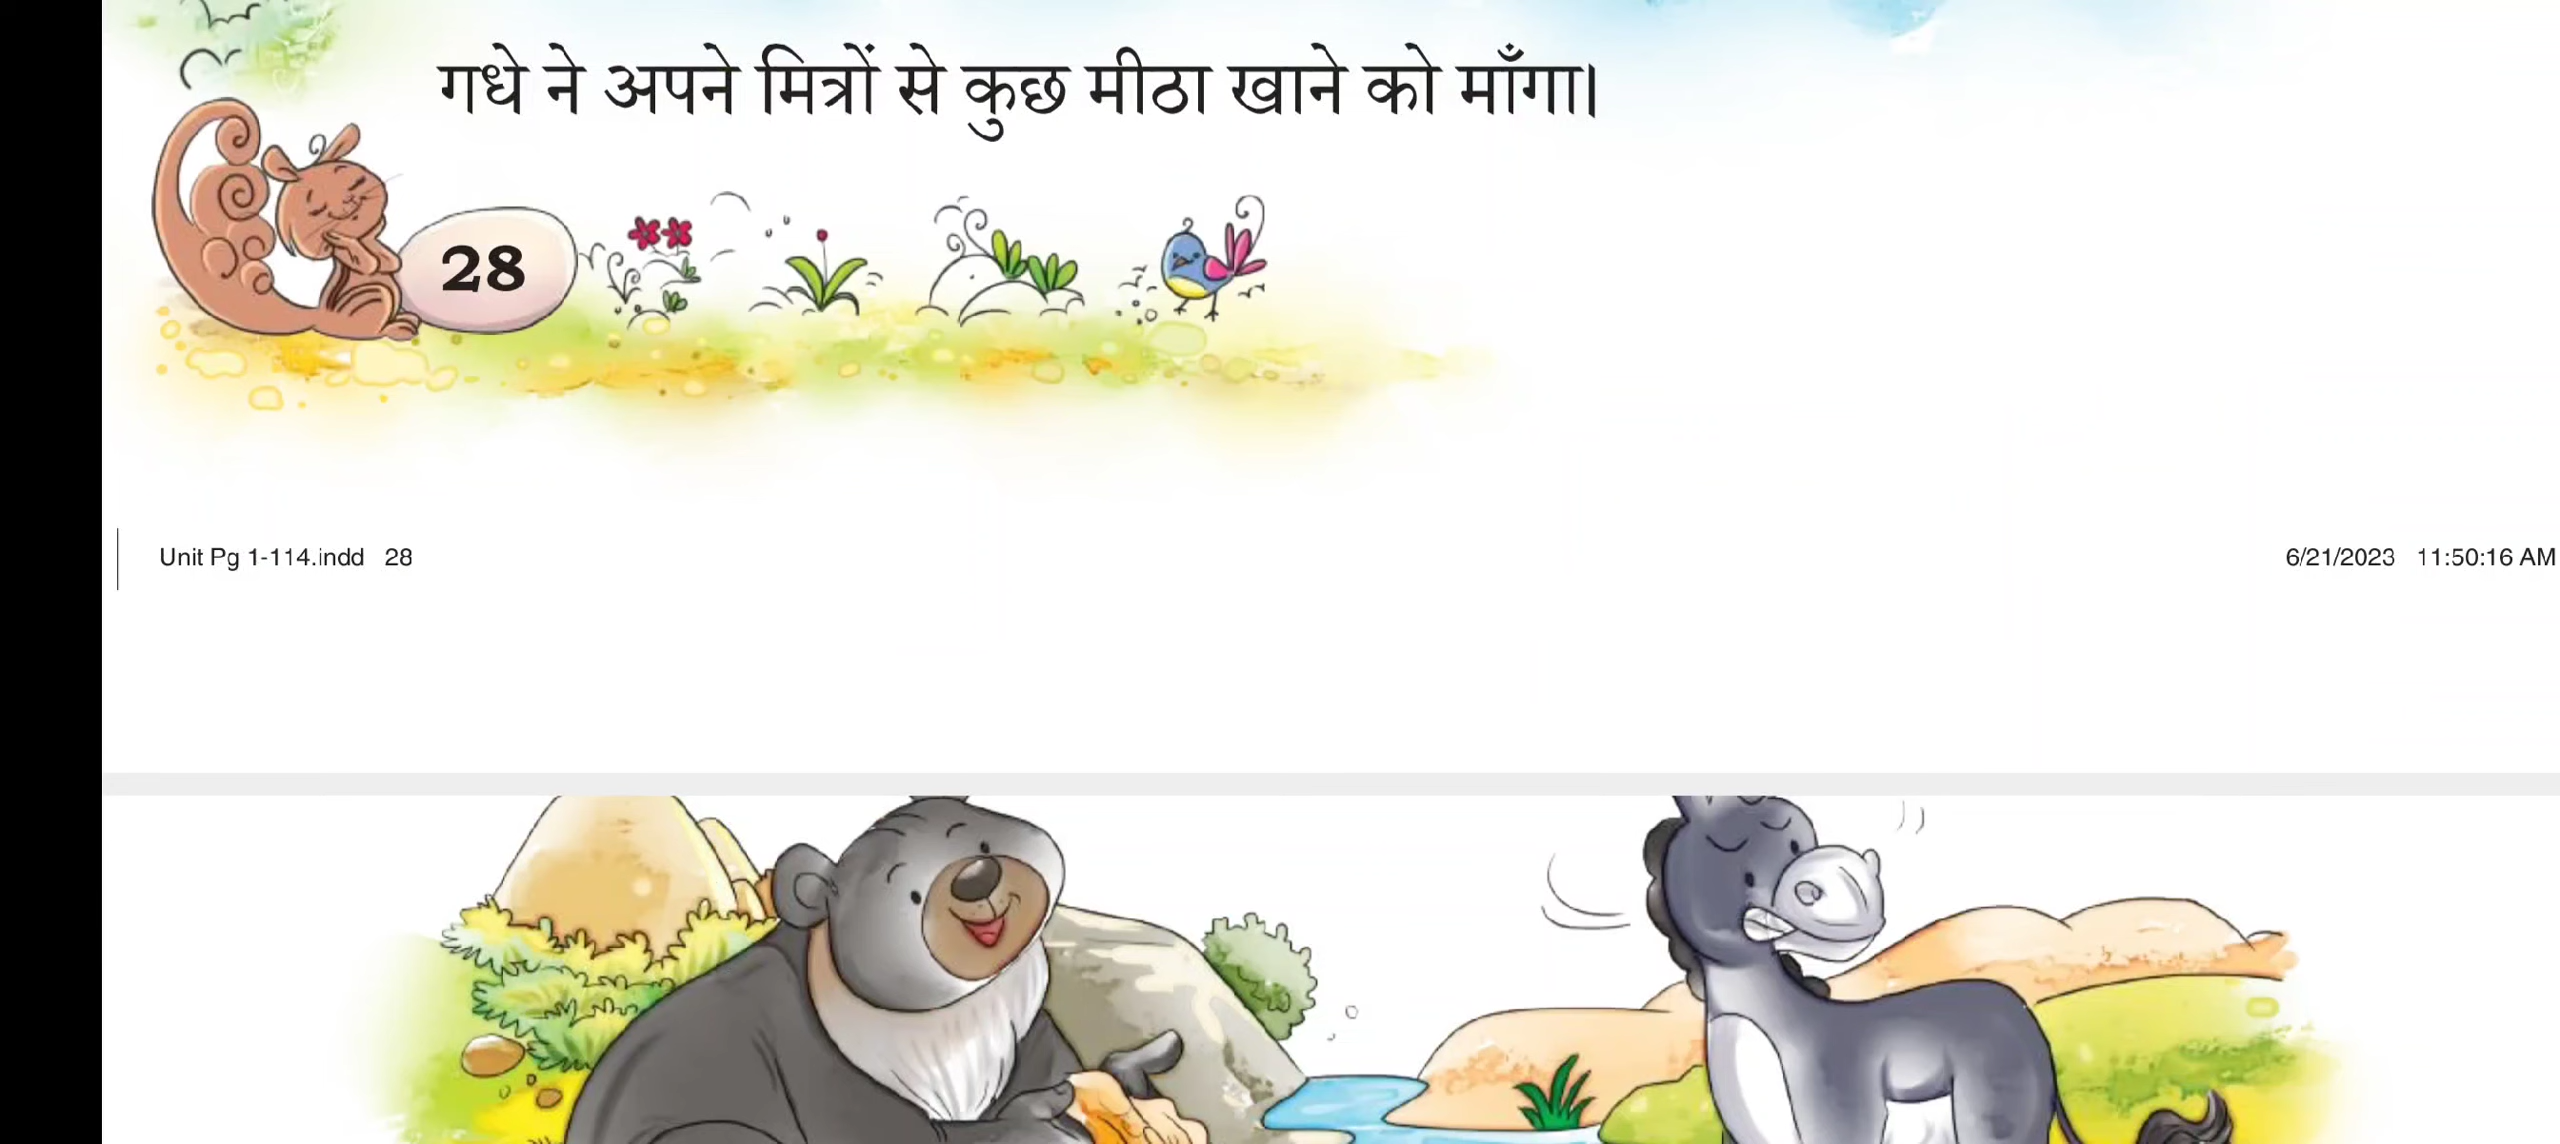 गधे ने अपने मित्रों से कुछ मीठा खाने को माँगा।
28
Unit Pg 1-114.indd 28
6/21/2023 11:50:16 AM